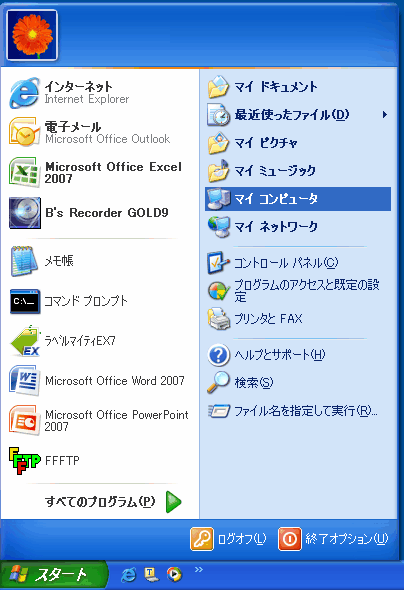 インターネット
Internet Explorer
電子メール
Microsoft Office Outlook
Microsoft Office Excel
2007
B's Recorder GOLD9
メモ帳
コマンド プロンプト
ラベルマイティEX7
Microsoft Office Word 2007
Microsoft Office PowerPoint
2007
FFFTP
すべてのプログラム(P)
マイ ドキュメント
最近使ったファイル(D)
マイ ピクチャ
マイ ミュージック
マイ コンピュータ
マイ ネットワーク
コントロール パネル(C)
プログラムのアクセスと既定の設
定
プリンタと FAX
ヘルプとサポート(H)
検索(S)
ファイル名を指定して実行(R)...
ログオフ(L)
終了オプション(U)
スタート